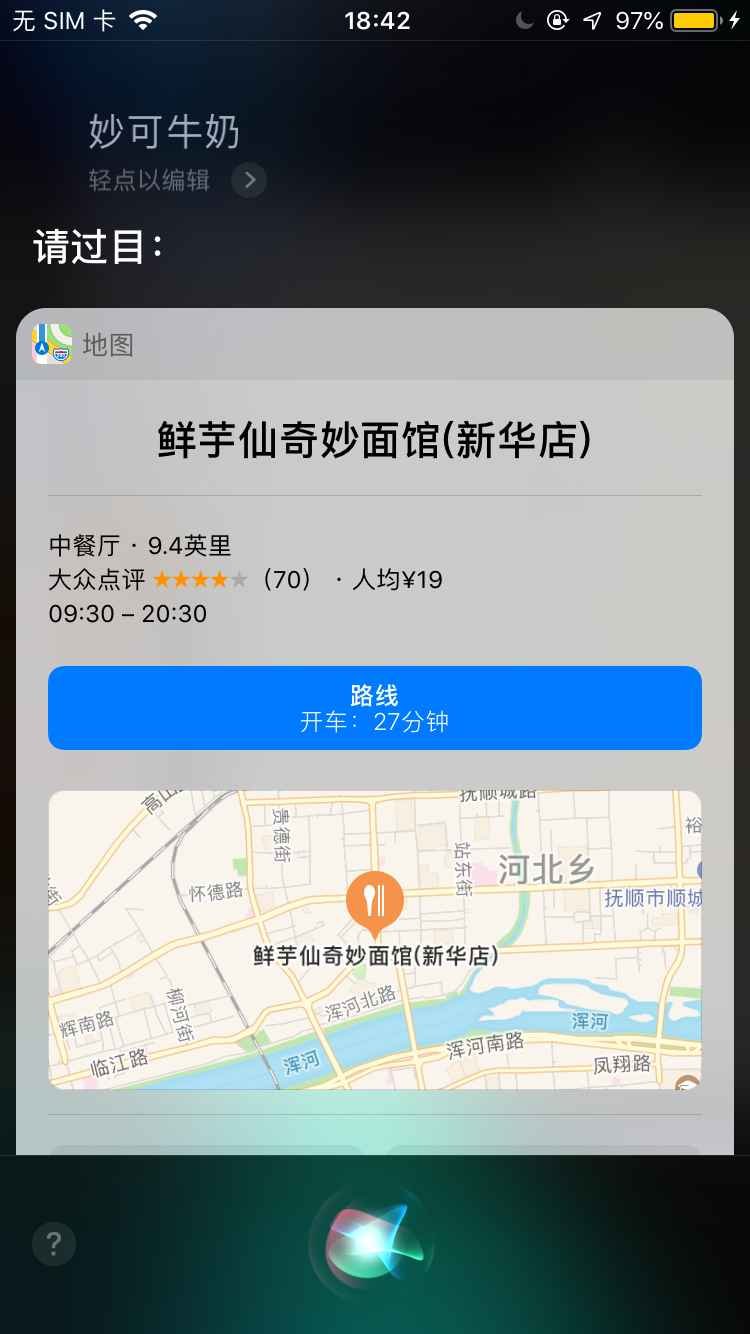 无 SIM 卡
18:42
97%
妙可牛奶
轻点以编辑
请过目：
地图
鲜芋仙奇妙面馆(新华店)
中餐厅 · 9.4英里
大众点评 ★★★★★（70） · 人均¥19
09:30 – 20:30
路线
开车：27分钟
高山
抚顺城路
贵德街
站东街
裕
河北乡
怀德路
抚顺市顺城
鲜芋仙奇妙面馆(新华店)
柳河街
浑河北路
辉南路
浑河
临江路
浑河南路
浑河
凤翔路
?